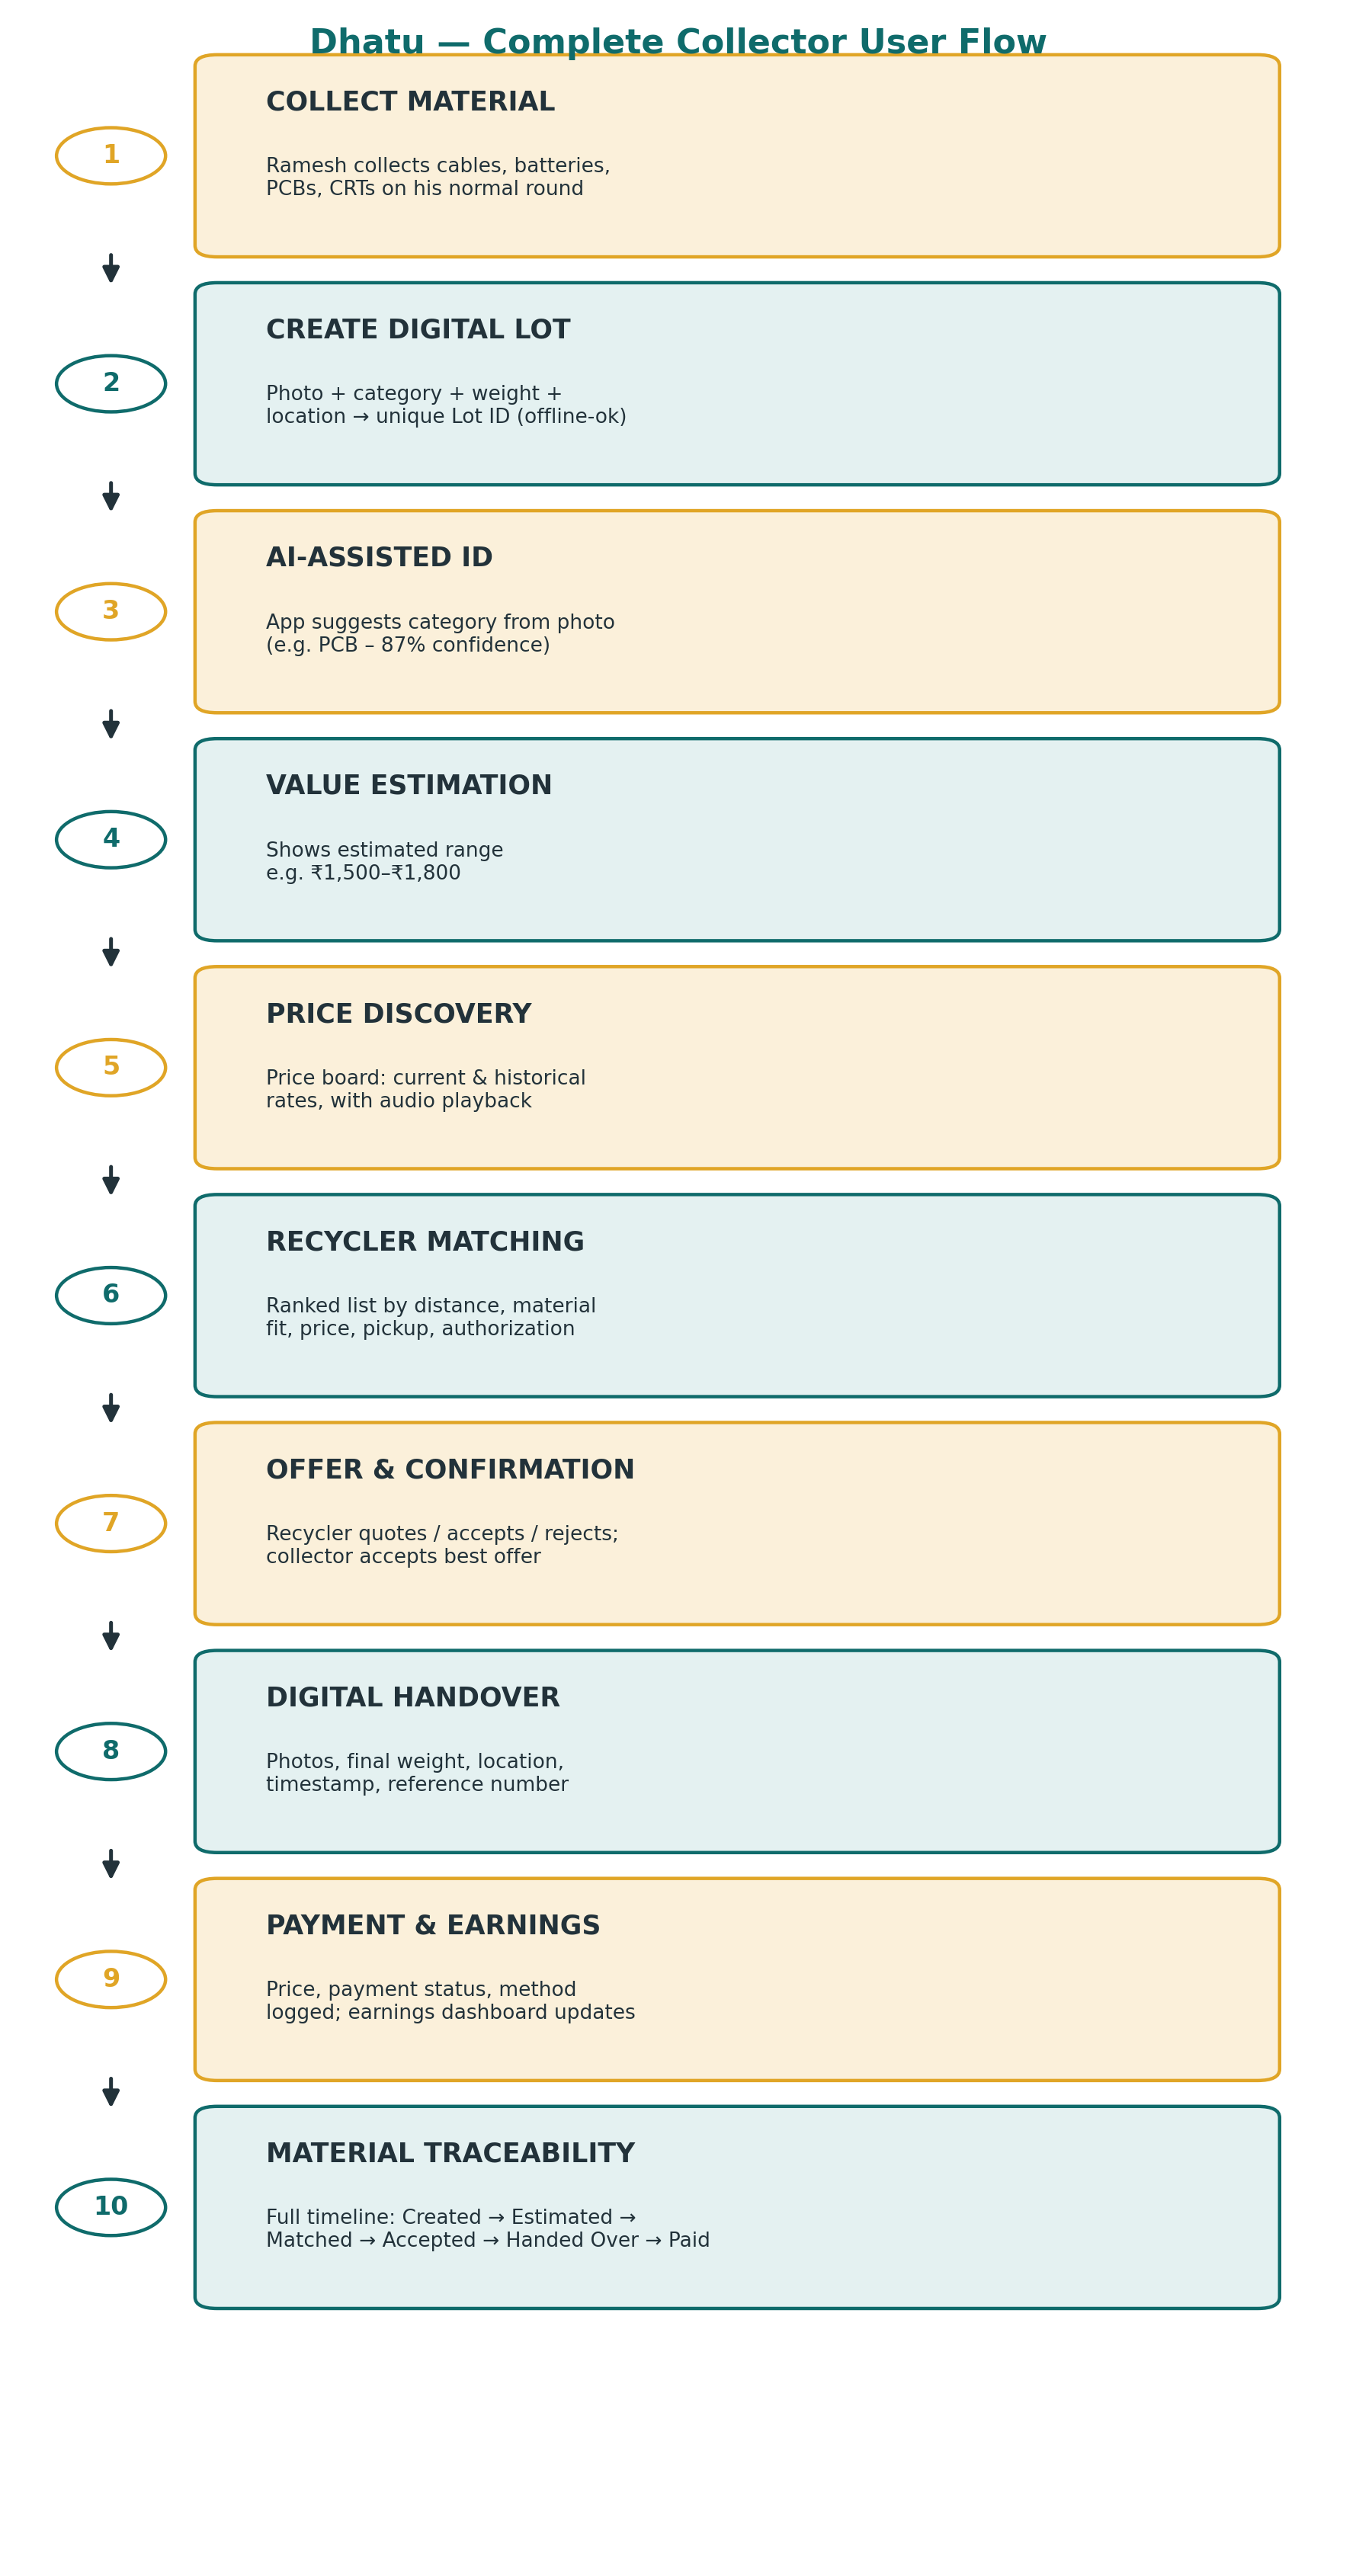 Dhatu — Complete Collector User Flow
1
COLLECT MATERIAL
Ramesh collects cables, batteries,
PCBs, CRTs on his normal round
2
CREATE DIGITAL LOT
Photo + category + weight +
location → unique Lot ID (offline-ok)
3
AI-ASSISTED ID
App suggests category from photo
(e.g. PCB – 87% confidence)
4
VALUE ESTIMATION
Shows estimated range
e.g. ₹1,500–₹1,800
5
PRICE DISCOVERY
Price board: current & historical
rates, with audio playback
6
RECYCLER MATCHING
Ranked list by distance, material
fit, price, pickup, authorization
7
OFFER & CONFIRMATION
Recycler quotes / accepts / rejects;
collector accepts best offer
8
DIGITAL HANDOVER
Photos, final weight, location,
timestamp, reference number
9
PAYMENT & EARNINGS
Price, payment status, method
logged; earnings dashboard updates
10
MATERIAL TRACEABILITY
Full timeline: Created → Estimated →
Matched → Accepted → Handed Over → Paid